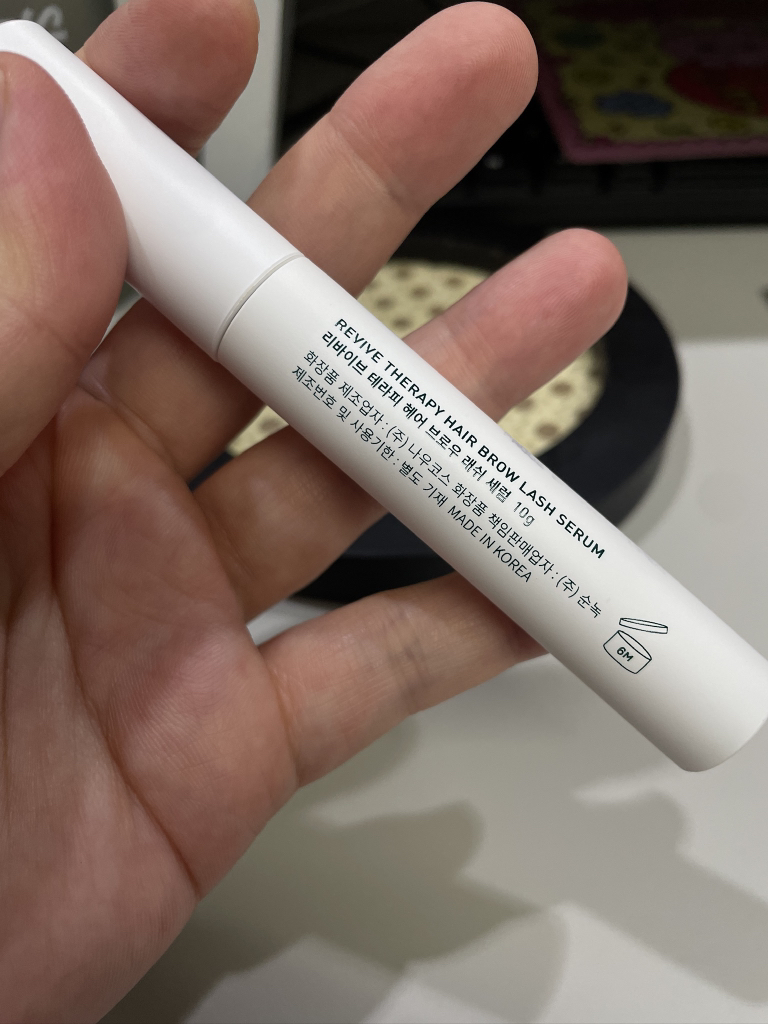 REVIVE THERAPY HAIR BROW LASH SERUM
리바이브 테라피 헤어 브로우 래쉬 세럼 10g
화장품 제조업자 : (주) 나우코스 화장품 책임판매업자 : (주) 순녹
제조번호 및 사용기한 : 별도 기재 MADE IN KOREA
6M